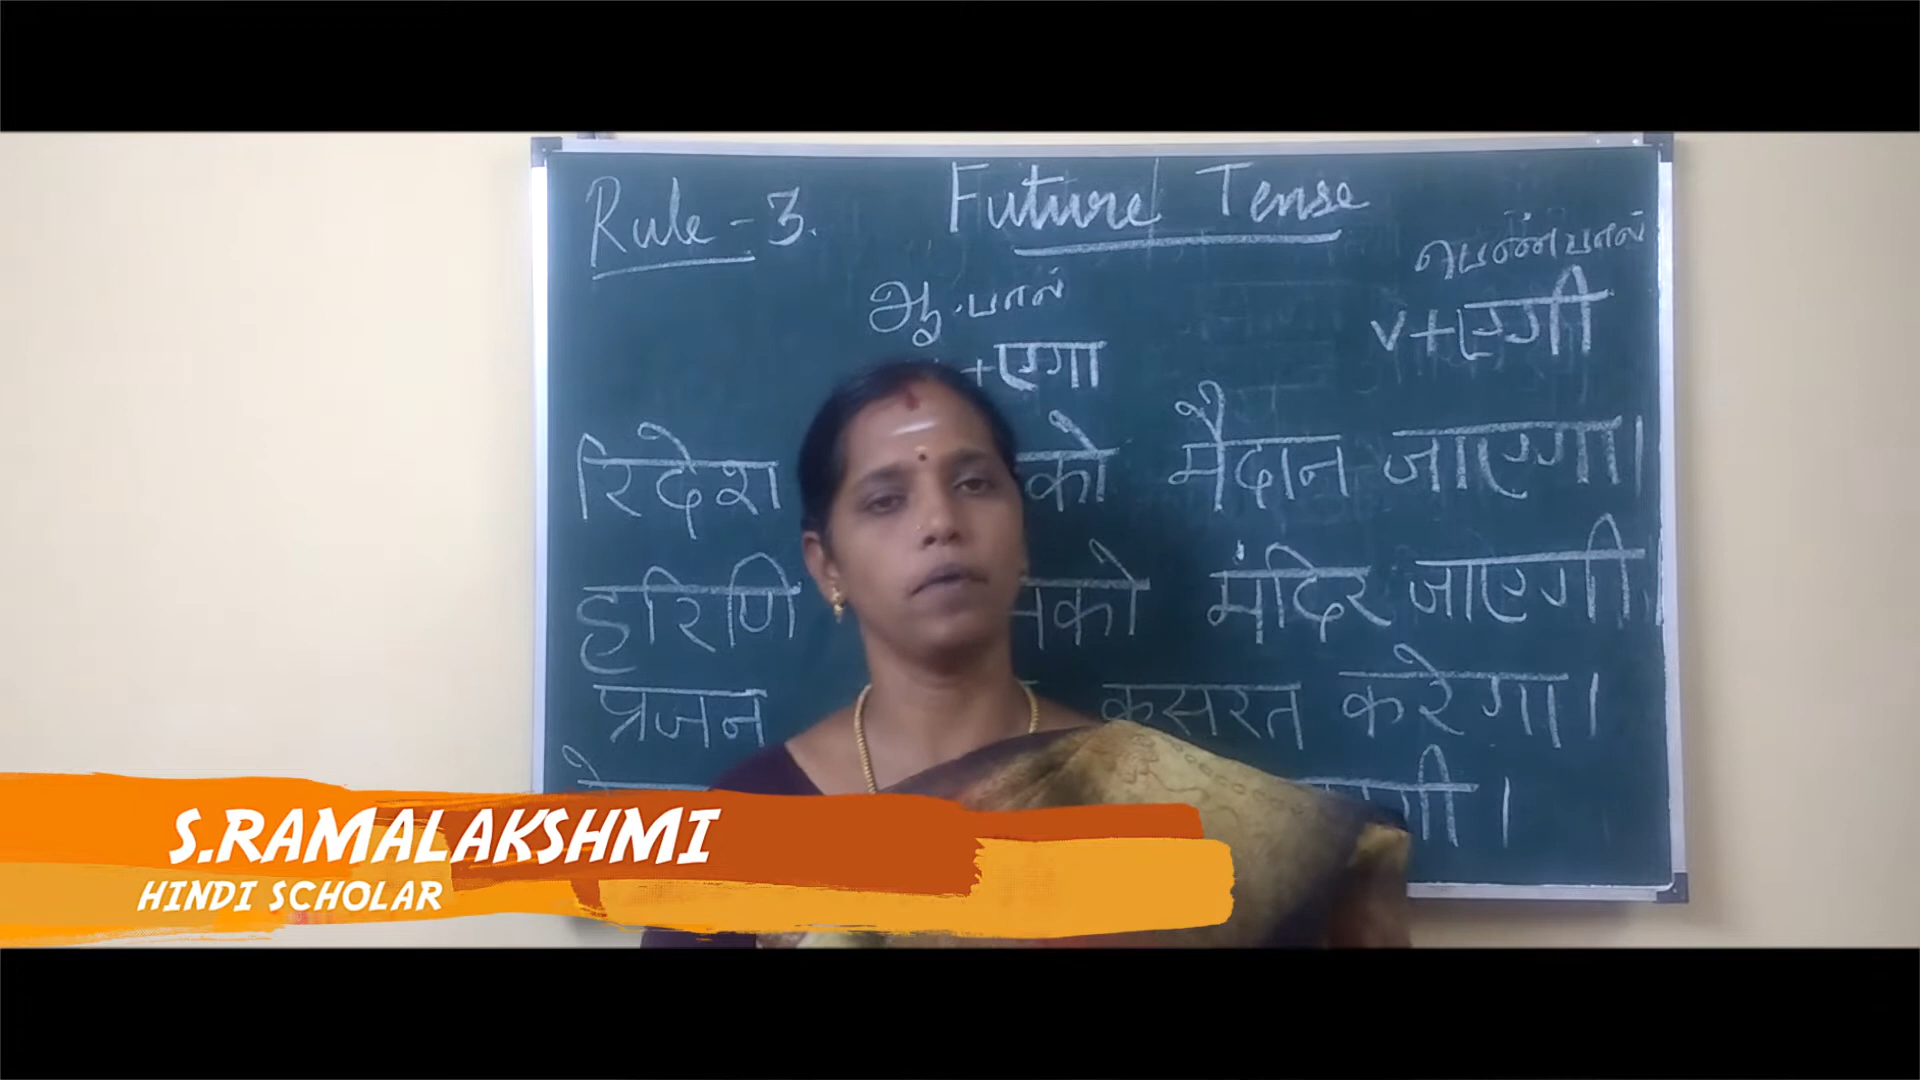 Rule-3. Future Tense
ஆ.பால் பெண்பால்
+एगा v+एगी
रिदेश को मैदान जाएगा।
हरिणि को मंदिर जाएगी।
प्रजन कसरत करेगा।
S.RAMALAKSHMI
HINDI SCHOLAR